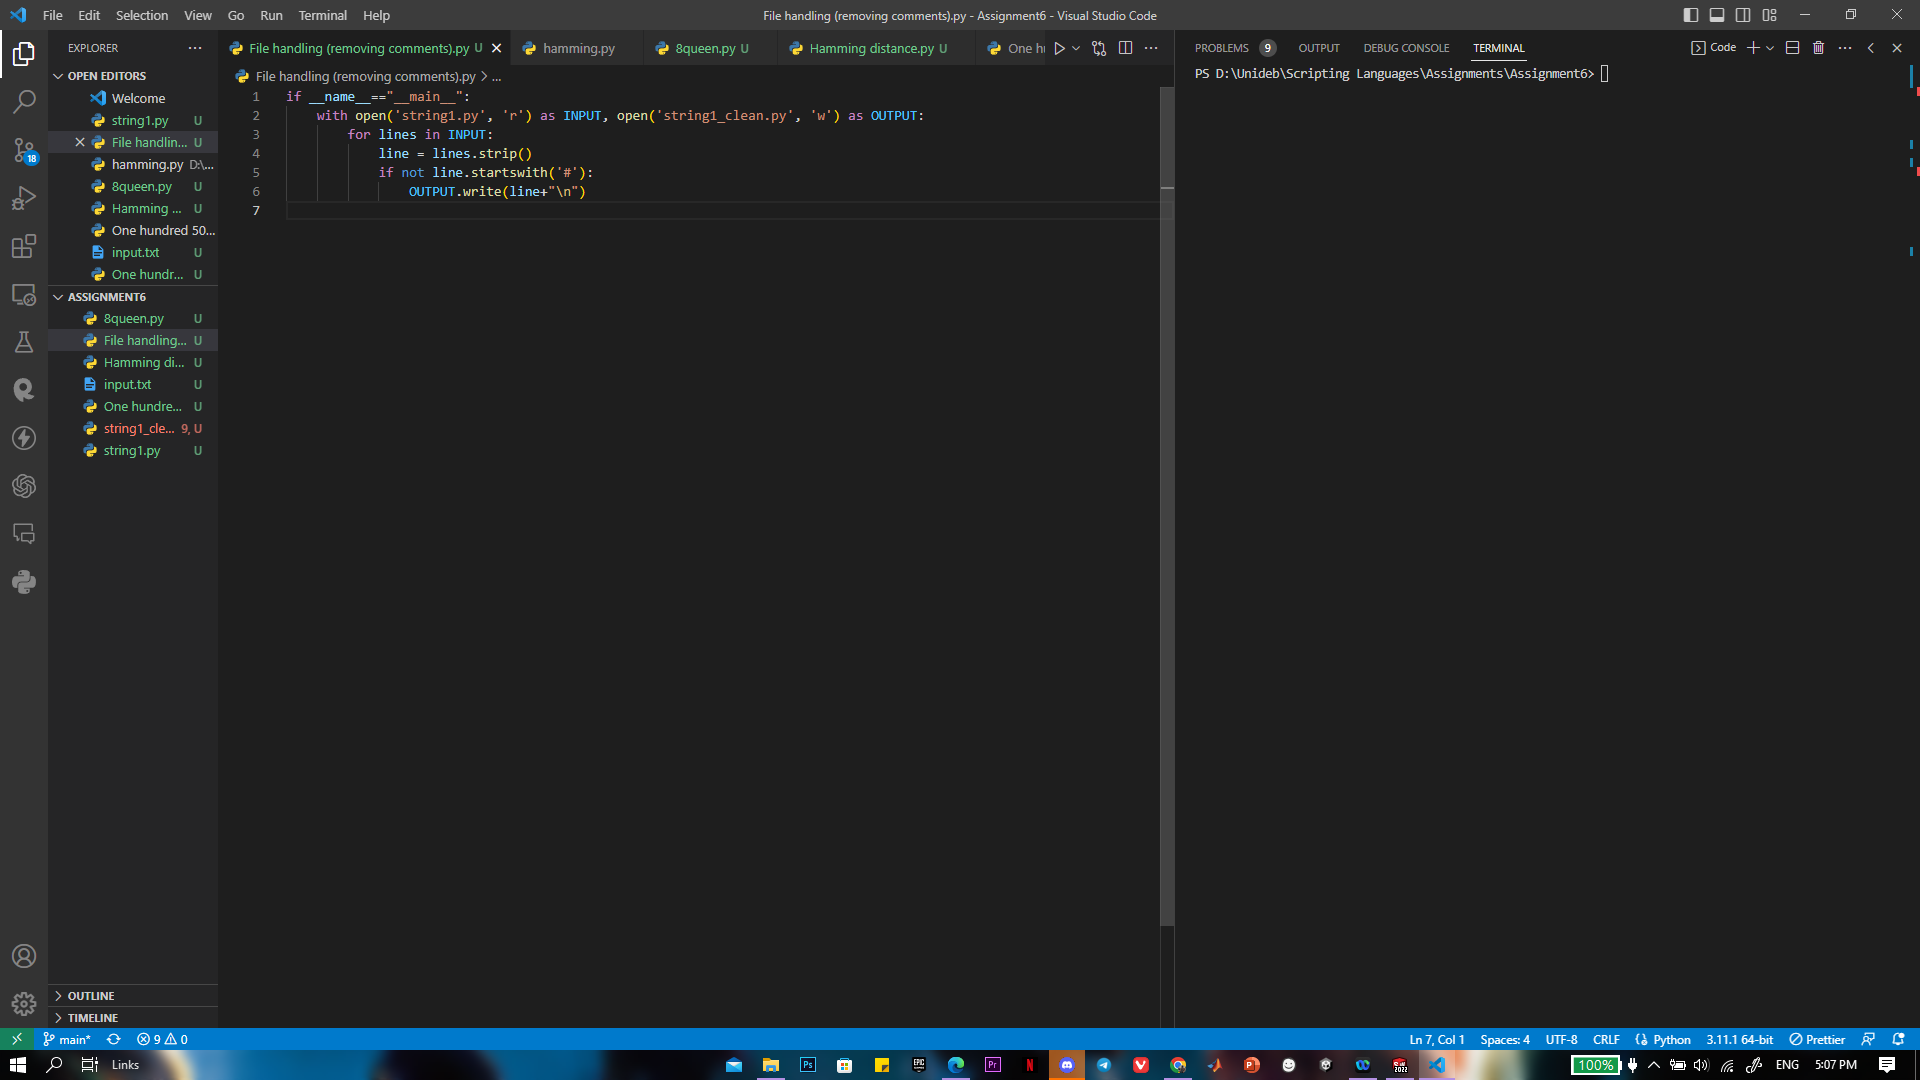 File Edit Selection View Go Run Terminal Help
File handling (removing comments).py - Assignment6 - Visual Studio Code
EXPLORER
OPEN EDITORS
Welcome
string1.py U
File handlin... U
hamming.py D:\...
8queen.py U
Hamming ... U
One hundred 50...
input.txt U
One hundr... U
ASSIGNMENT6
8queen.py U
File handling... U
Hamming di... U
input.txt U
One hundre... U
string1_cle... 9, U
string1.py U
OUTLINE
TIMELINE
18
File handling (removing comments).py U
hamming.py
8queen.py U
Hamming distance.py U
One hu
File handling (removing comments).py > ...
1 if __name__=="__main__":
2 with open('string1.py', 'r') as INPUT, open('string1_clean.py', 'w') as OUTPUT:
3 for lines in INPUT:
4 line = lines.strip()
5 if not line.startswith('#'):
6 OUTPUT.write(line+"\n")
7
PROBLEMS 9 OUTPUT DEBUG CONSOLE TERMINAL
Code
PS D:\Unideb\Scripting Languages\Assignments\Assignment6>
main* 9 0
Ln 7, Col 1 Spaces: 4 UTF-8 CRLF Python 3.11.1 64-bit Prettier
Links
Ps
EPIC
Pr
N
2022
100%
ENG
5:07 PM